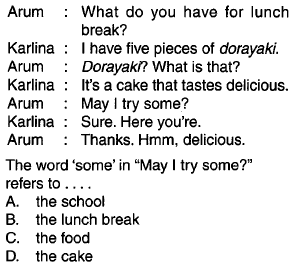 Arum : What do you have for lunch
break?
Karlina : I have five pieces of dorayaki.
Arum : Dorayaki? What is that?
Karlina : It's a cake that tastes delicious.
Arum : May I try some?
Karlina : Sure. Here you're.
Arum : Thanks. Hmm, delicious.
The word 'some' in "May I try some?"
refers to . . . .
A. the school
B. the lunch break
C. the food
D. the cake